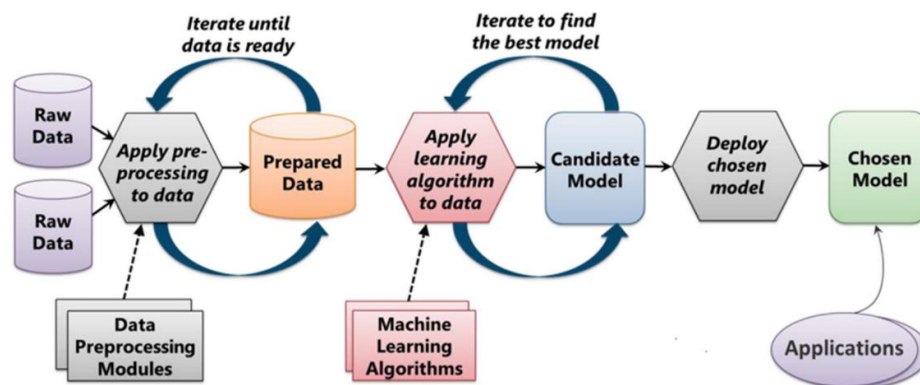 Iterate until
data is ready
Iterate to find
the best model
Raw
Data
Raw
Data
Apply pre-
processing
to data
Prepared
Data
Apply
learning
algorithm
to data
Candidate
Model
Deploy
chosen
model
Chosen
Model
Data
Preprocessing
Modules
Machine
Learning
Algorithms
Applications